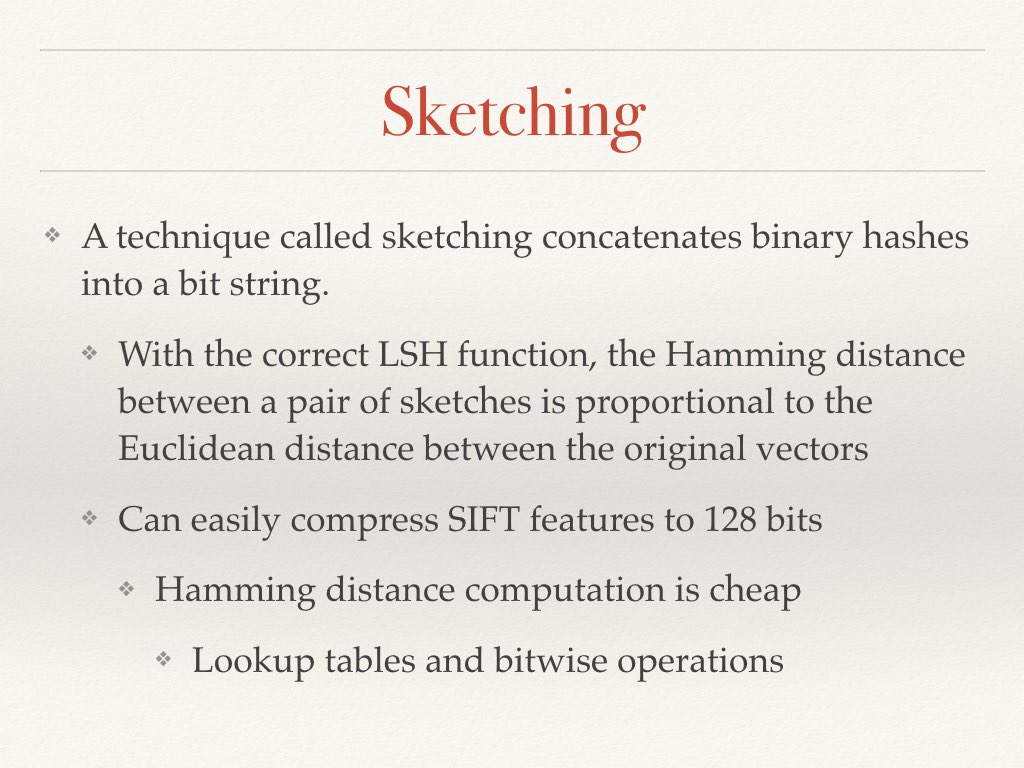 Sketching
❖ A technique called sketching concatenates binary hashes
into a bit string.
❖ With the correct LSH function, the Hamming distance
between a pair of sketches is proportional to the
Euclidean distance between the original vectors
❖ Can easily compress SIFT features to 128 bits
❖ Hamming distance computation is cheap
❖ Lookup tables and bitwise operations